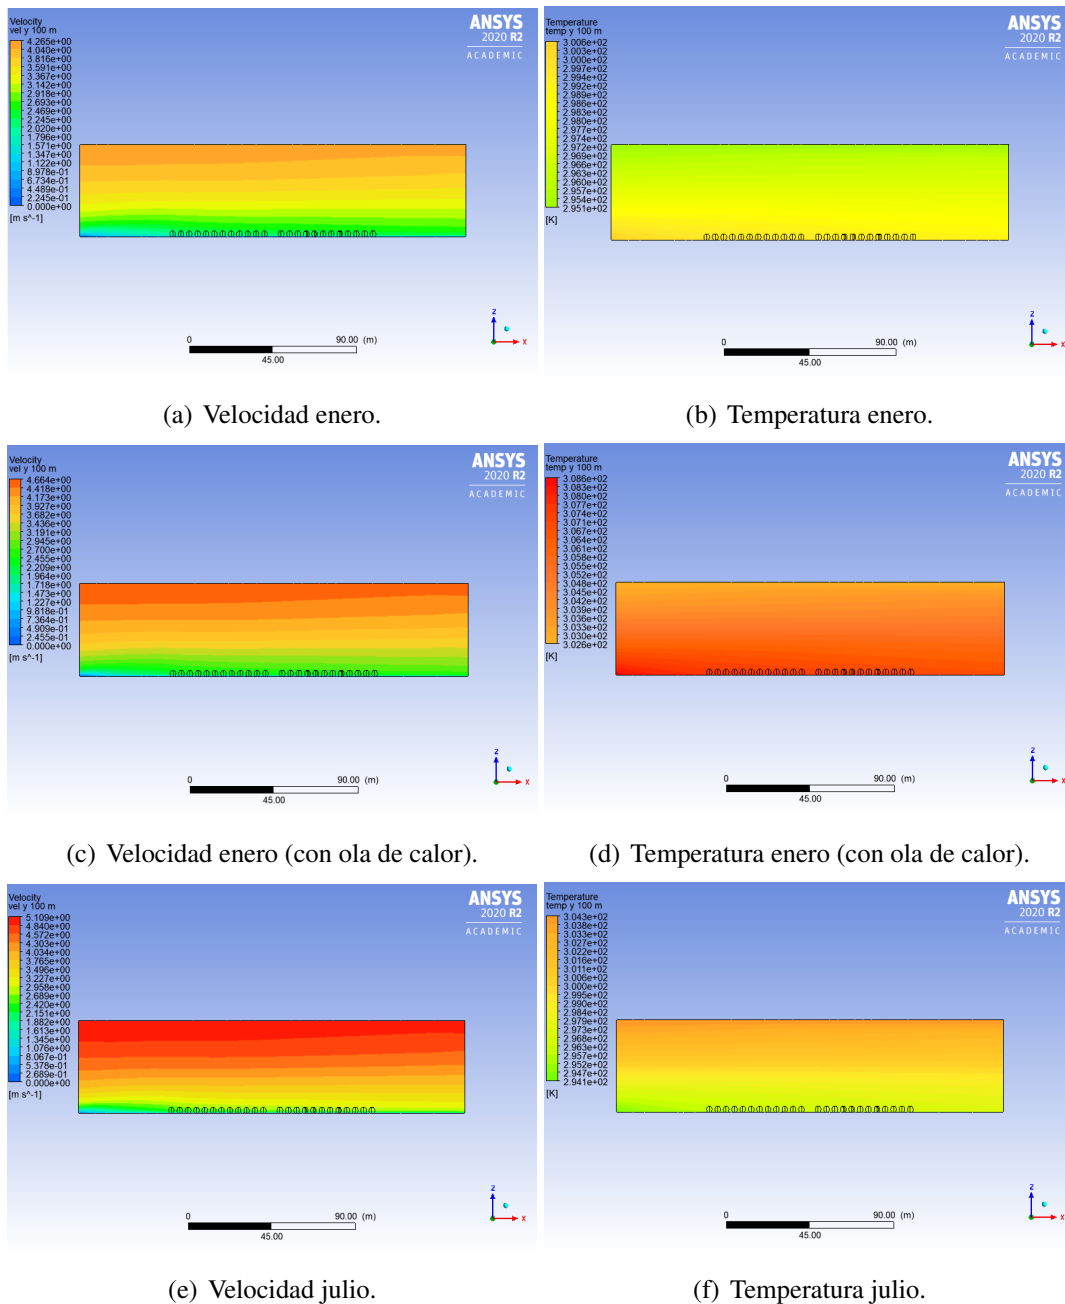 Velocity
vel y 100 m
4.265e+00
4.040e+00
3.816e+00
3.591e+00
3.367e+00
3.142e+00
2.918e+00
2.693e+00
2.469e+00
2.245e+00
2.020e+00
1.796e+00
1.571e+00
1.347e+00
1.122e+00
8.978e-01
6.734e-01
4.489e-01
2.245e-01
0.000e+00
[m s^-1]
ANSYS
2020 R2
ACADEMIC
0 90.00 (m)
45.00
z
x
(a) Velocidad enero.
Temperature
temp y 100 m
3.006e+02
3.003e+02
3.000e+02
2.997e+02
2.994e+02
2.992e+02
2.989e+02
2.986e+02
2.983e+02
2.980e+02
2.977e+02
2.974e+02
2.972e+02
2.969e+02
2.966e+02
2.963e+02
2.960e+02
2.957e+02
2.954e+02
2.951e+02
[K]
ANSYS
2020 R2
ACADEMIC
0 90.00 (m)
45.00
z
x
(b) Temperatura enero.
Velocity
vel y 100 m
4.664e+00
4.418e+00
4.173e+00
3.927e+00
3.682e+00
3.436e+00
3.191e+00
2.945e+00
2.700e+00
2.455e+00
2.209e+00
1.964e+00
1.718e+00
1.473e+00
1.227e+00
9.818e-01
7.364e-01
4.909e-01
2.455e-01
0.000e+00
[m s^-1]
ANSYS
2020 R2
ACADEMIC
0 90.00 (m)
45.00
z
x
(c) Velocidad enero (con ola de calor).
Temperature
temp y 100 m
3.086e+02
3.083e+02
3.080e+02
3.077e+02
3.074e+02
3.071e+02
3.067e+02
3.064e+02
3.061e+02
3.058e+02
3.055e+02
3.052e+02
3.048e+02
3.045e+02
3.042e+02
3.039e+02
3.036e+02
3.033e+02
3.030e+02
3.026e+02
[K]
ANSYS
2020 R2
ACADEMIC
0 90.00 (m)
45.00
z
x
(d) Temperatura enero (con ola de calor).
Velocity
vel y 100 m
5.109e+00
4.840e+00
4.572e+00
4.303e+00
4.034e+00
3.765e+00
3.496e+00
3.227e+00
2.958e+00
2.689e+00
2.420e+00
2.151e+00
1.882e+00
1.613e+00
1.345e+00
1.076e+00
8.067e-01
5.378e-01
2.689e-01
0.000e+00
[m s^-1]
ANSYS
2020 R2
ACADEMIC
0 90.00 (m)
45.00
z
x
(e) Velocidad julio.
Temperature
temp y 100 m
3.043e+02
3.038e+02
3.033e+02
3.027e+02
3.022e+02
3.016e+02
3.011e+02
3.006e+02
3.000e+02
2.995e+02
2.990e+02
2.984e+02
2.979e+02
2.973e+02
2.968e+02
2.963e+02
2.957e+02
2.952e+02
2.947e+02
2.941e+02
[K]
ANSYS
2020 R2
ACADEMIC
0 90.00 (m)
45.00
z
x
(f) Temperatura julio.